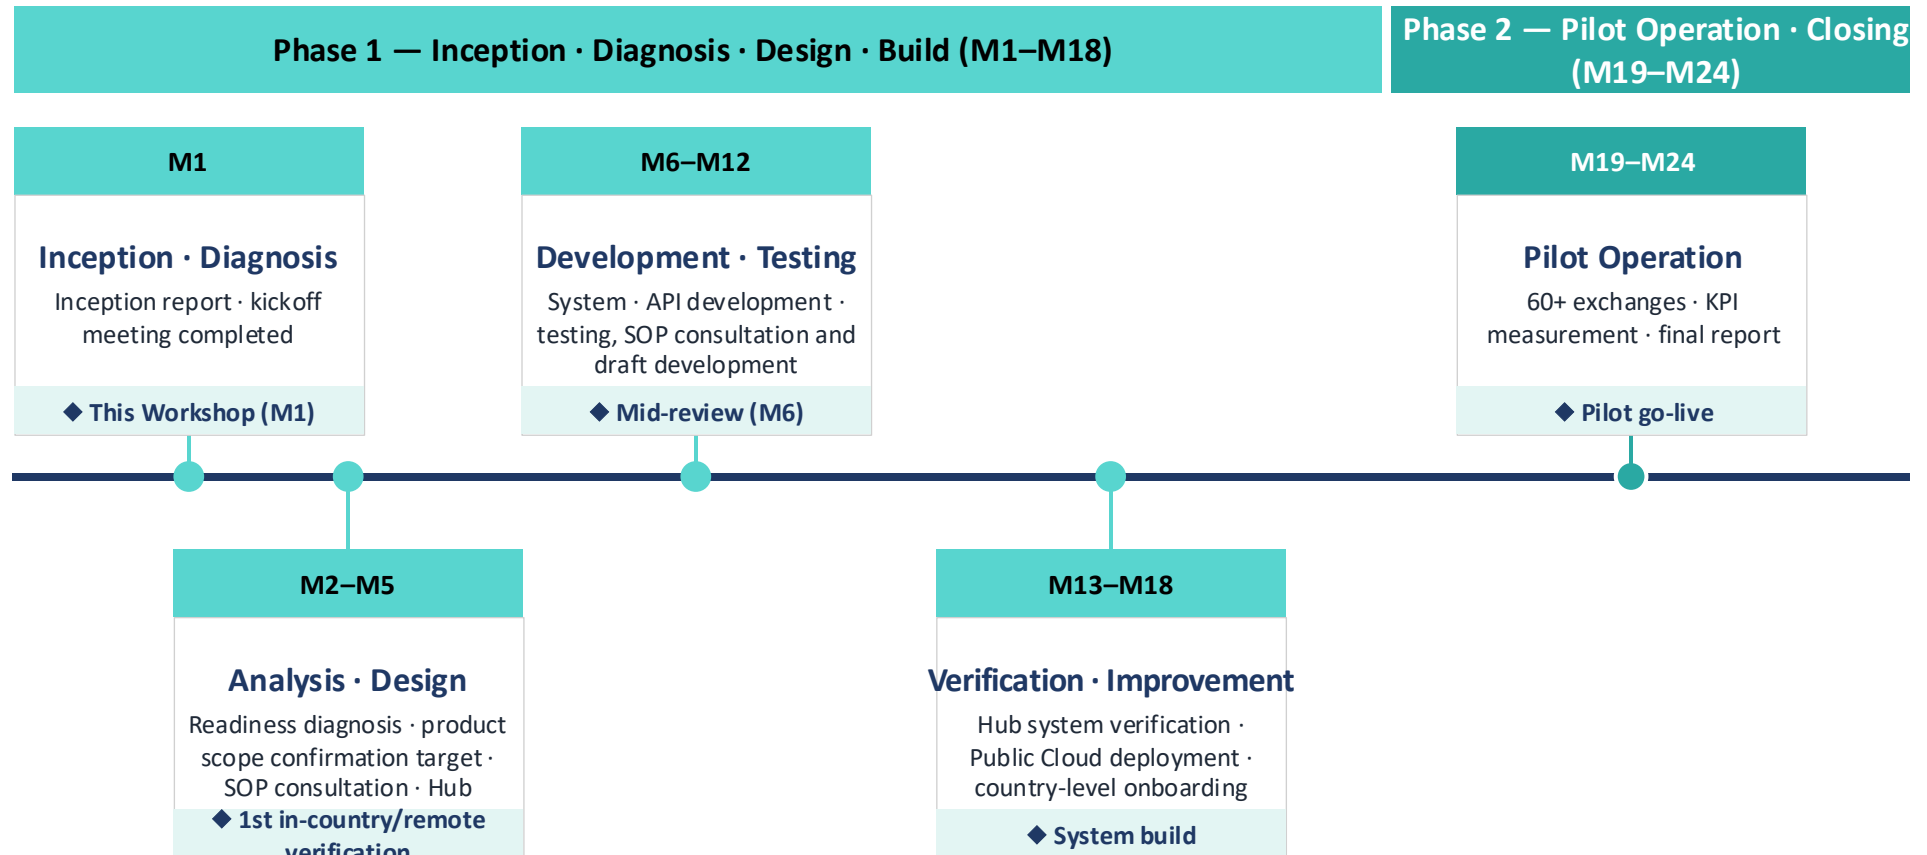 Phase 1 — Inception · Diagnosis · Design · Build (M1–M18)
Phase 2 — Pilot Operation · Closing
(M19–M24)
M1
Inception · Diagnosis
Inception report · kickoff
meeting completed
◆ This Workshop (M1)
M6–M12
Development · Testing
System · API development ·
testing, SOP consultation and
draft development
◆ Mid-review (M6)
M19–M24
Pilot Operation
60+ exchanges · KPI
measurement · final report
◆ Pilot go-live
M2–M5
Analysis · Design
Readiness diagnosis · product
scope confirmation target ·
SOP consultation · Hub
◆ 1st in-country/remote
verification
M13–M18
Verification · Improvement
Hub system verification ·
Public Cloud deployment ·
country-level onboarding
◆ System build